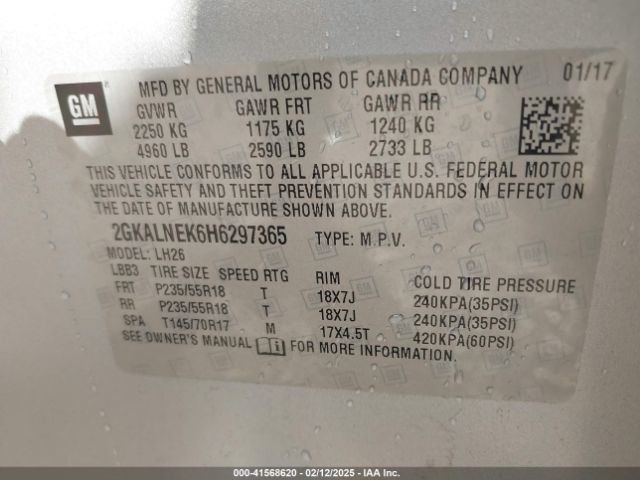 GM
MFD BY GENERAL MOTORS OF CANADA COMPANY 01/17
GVWR GAWR FRT GAWR RR
2250 KG 1175 KG 1240 KG
4960 LB 2590 LB 2733 LB
THIS VEHICLE CONFORMS TO ALL APPLICABLE U.S. FEDERAL MOTOR
VEHICLE SAFETY AND THEFT PREVENTION STANDARDS IN EFFECT ON
THE DATE OF MANUFACTURE SHOWN ABOVE.
2GKALNEK6H6297365 TYPE: M.P.V.
MODEL: LH26
LBB3 TIRE SIZE SPEED RTG RIM COLD TIRE PRESSURE
FRT P235/55R18 T 18X7J 240KPA(35PSI)
RR P235/55R18 T 18X7J 240KPA(35PSI)
SPA T145/70R17 M 17X4.5T 420KPA(60PSI)
SEE OWNER'S MANUAL FOR MORE INFORMATION.
000-41568620 - 02/12/2025 - IAA Inc.